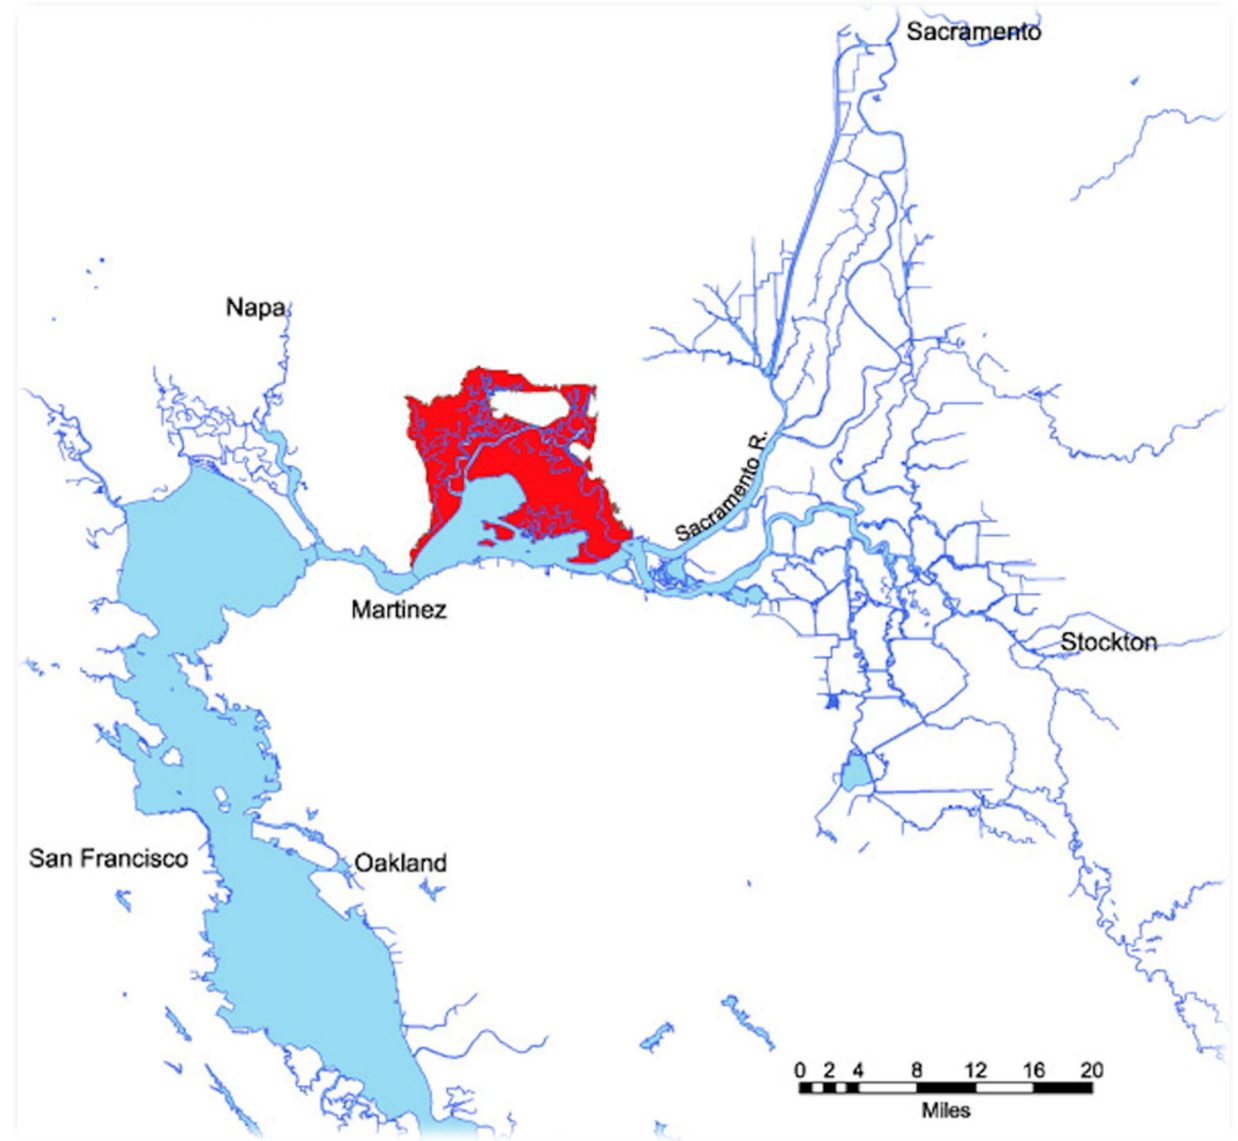 Sacramento
Napa
Sacramento R.
Martinez
Stockton
San Francisco
Oakland
0 2 4 8 12 16 20
Miles